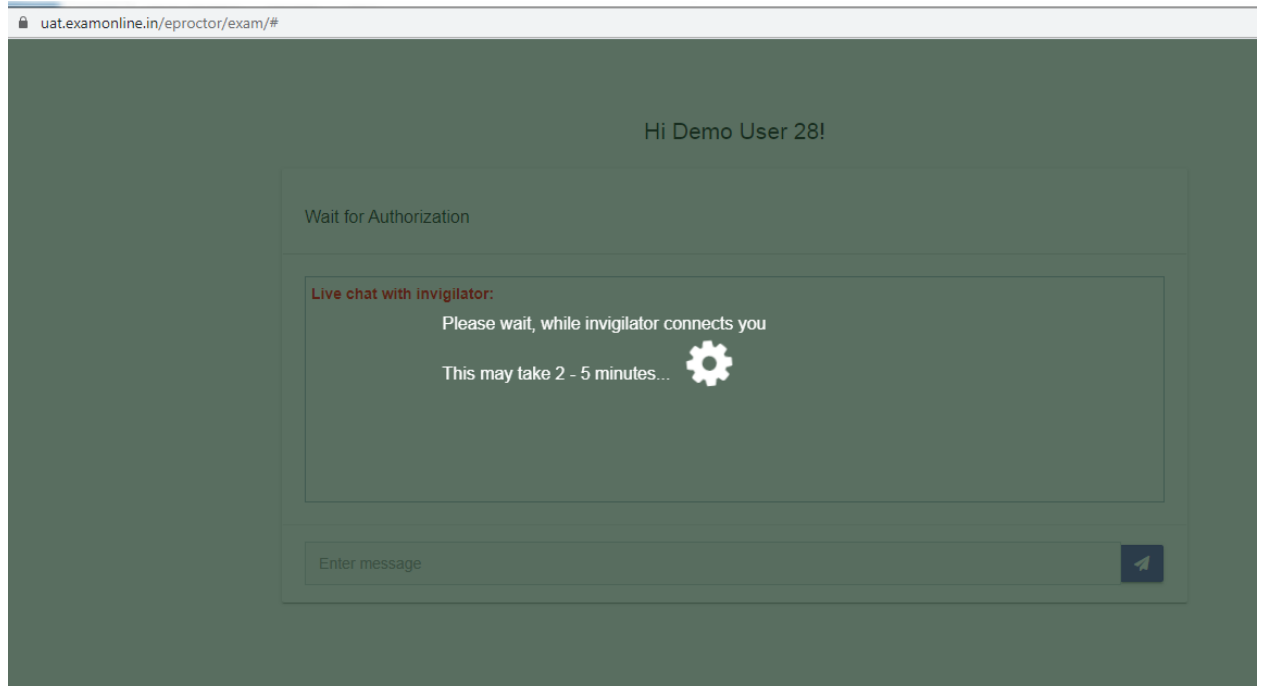 uat.examonline.in/eproctor/exam/#
Hi Demo User 28!
Wait for Authorization
Live chat with invigilator:
Please wait, while invigilator connects you
This may take 2 - 5 minutes...
Enter message